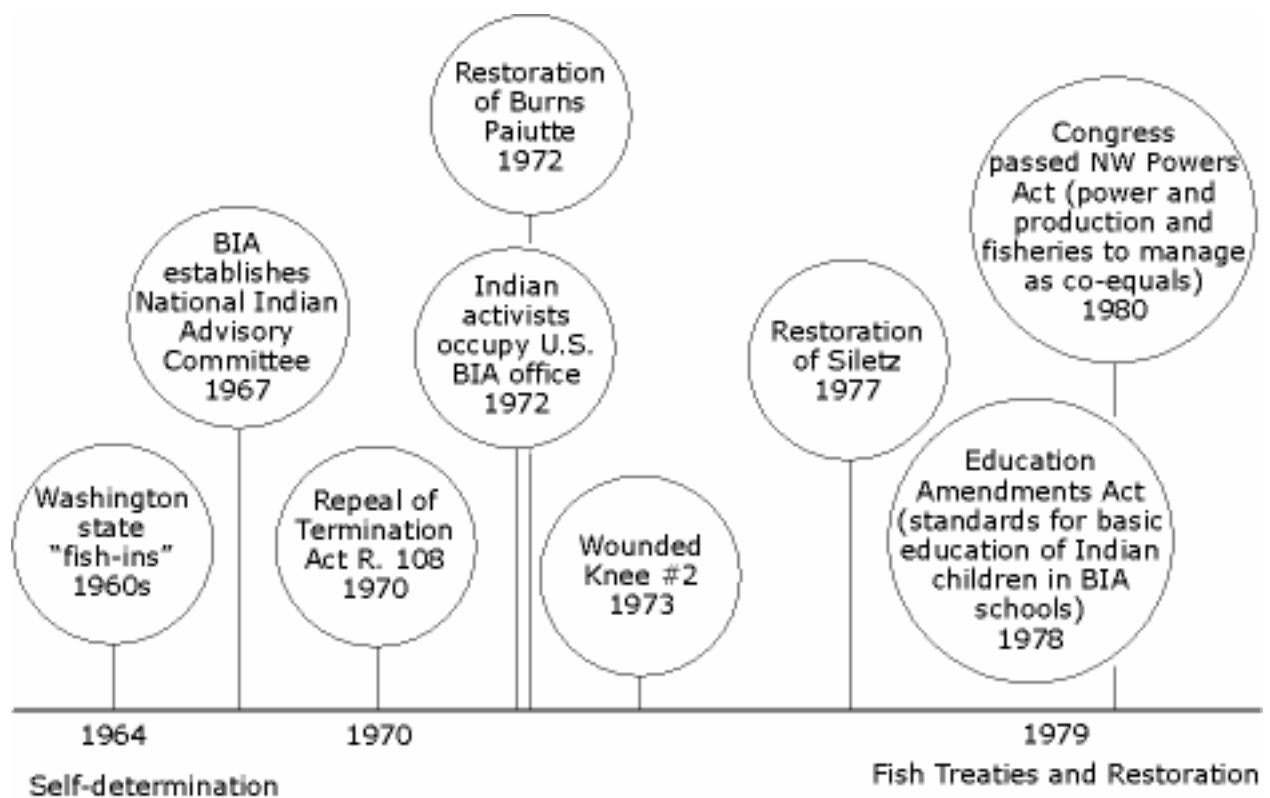 Restoration
of Burns
Paiutte
1972
Congress
passed NW Powers
Act (power and
production and
fisheries to manage
as co-equals)
1980
BIA
establishes
National Indian
Advisory
Committee
1967
Indian
activists
occupy U.S.
BIA office
1972
Restoration
of Siletz
1977
Washington
state
“fish-ins”
1960s
Repeal of
Termination
Act R. 108
1970
Wounded
Knee #2
1973
Education
Amendments Act
(standards for basic
education of Indian
children in BIA
schools)
1978
1964
1970
1979
Self-determination
Fish Treaties and Restoration